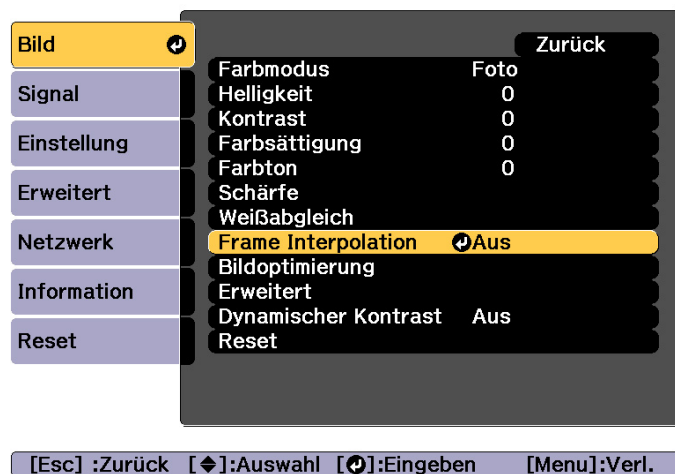 Bild
Signal
Einstellung
Erweitert
Netzwerk
Information
Reset
Zurück
Farbmodus Foto
Helligkeit 0
Kontrast 0
Farbsättigung 0
Farbton 0
Schärfe
Weißabgleich
Frame Interpolation Aus
Bildoptimierung
Erweitert
Dynamischer Kontrast Aus
Reset
[Esc] :Zurück [◆]:Auswahl [↵]:Eingeben [Menu]:Verl.